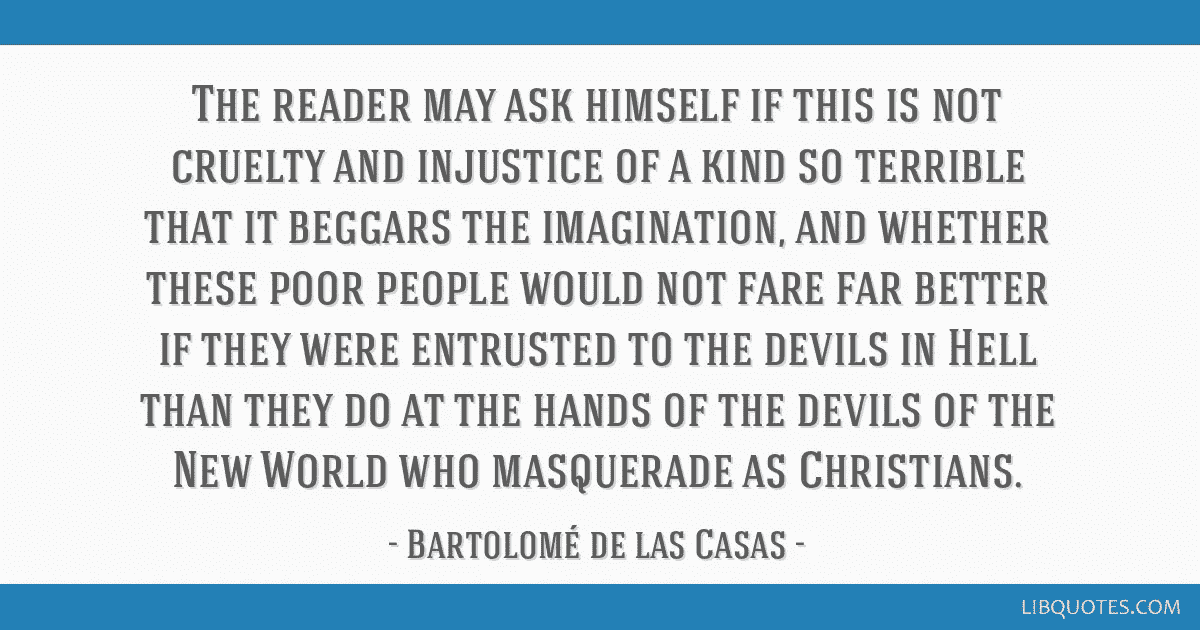 The reader may ask himself if this is not
cruelty and injustice of a kind so terrible
that it beggars the imagination, and whether
these poor people would not fare far better
if they were entrusted to the devils in Hell
than they do at the hands of the devils of the
New World who masquerade as Christians.
- Bartolomé de las Casas -
LIBQUOTES.COM